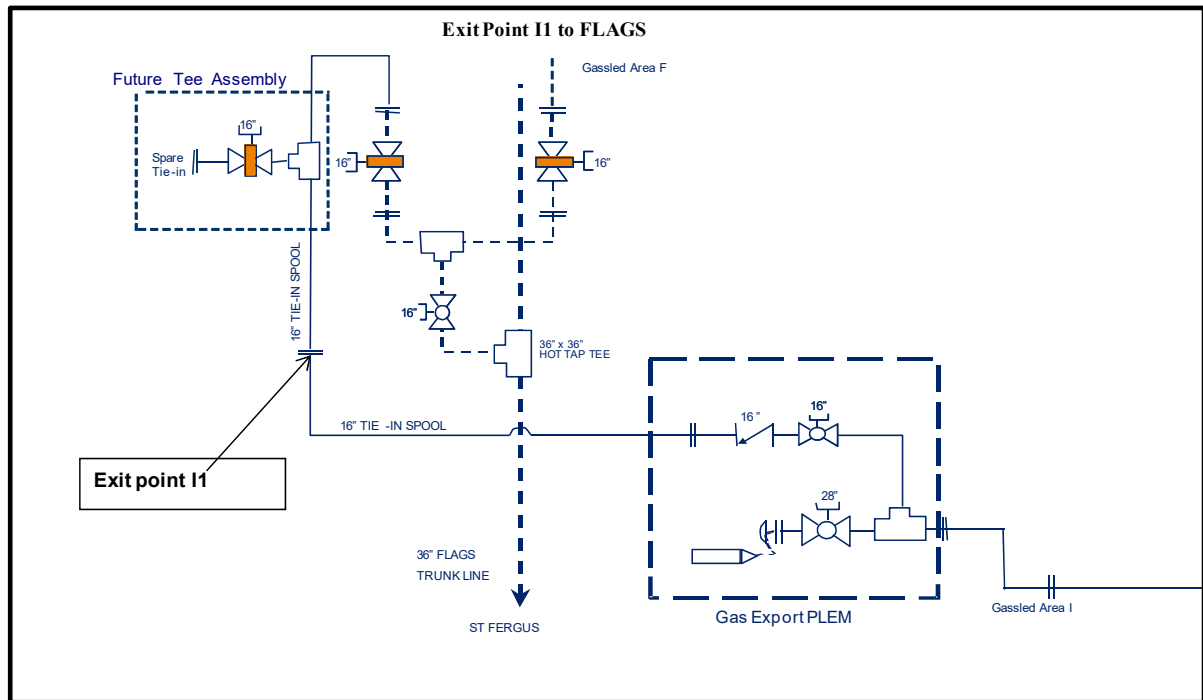 Exit Point I1 to FLAGS
Gassled Area F
Future Tee Assembly
16"
Spare
Tie-in
16"
16"
16" TIE-IN SPOOL
16"
36" x 36"
HOT TAP TEE
16" TIE -IN SPOOL
16 "
16"
Exit point I1
28"
36" FLAGS
TRUNK LINE
ST FERGUS
Gas Export PLEM
Gassled Area I